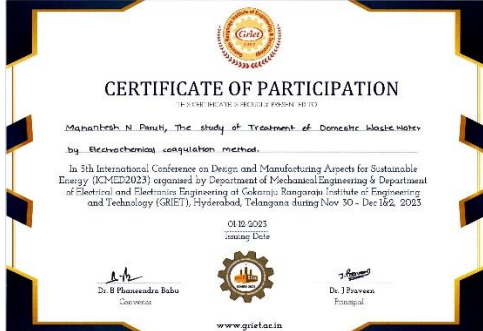 Griet
CERTIFICATE OF PARTICIPATION
THIS CERTIFICATE IS PROUDLY PRESENTED TO
Mahantesh N Paruti, The study of Treatment of Domestic Waste Water
by Electrochemical coagulation method.
In 5th International Conference on Design and Manufacturing Aspects for Sustainable
Energy (ICMED2023) organised by Department of Mechanical Engineering & Department
of Electrical and Electronics Engineering at Gokaraju Rangaraju Institute of Engineering
and Technology (GRIET), Hyderabad, Telangana during Nov 30 - Dec 1&2, 2023
01-12-2023
Issuing Date
Dr. B Phaneendra Babu
Dr. J Praveen
Convenor
Principal
www.griet.ac.in